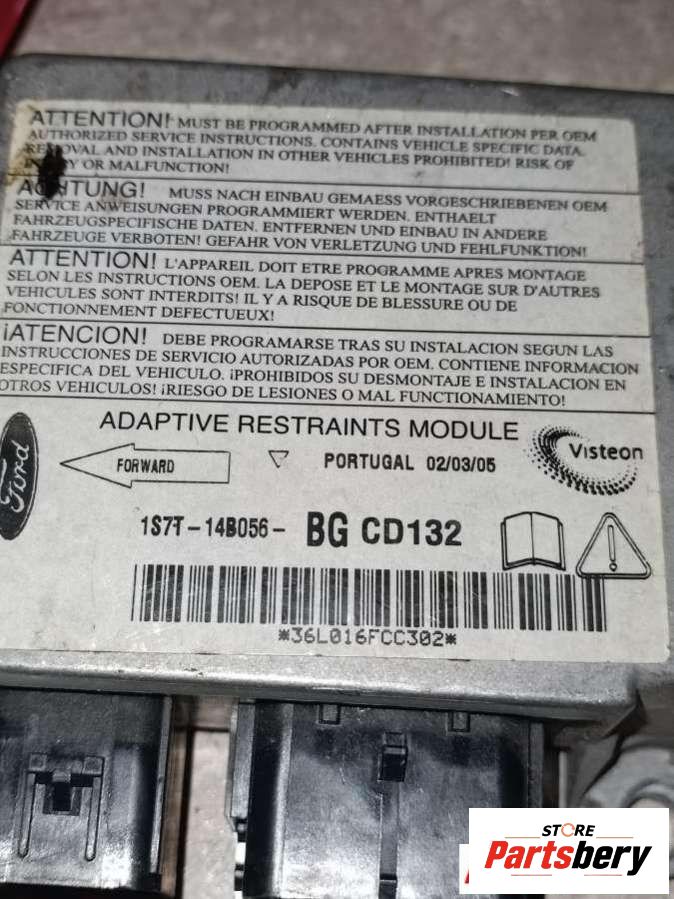 ATTENTION! MUST BE PROGRAMMED AFTER INSTALLATION PER OEM
AUTHORIZED SERVICE INSTRUCTIONS. CONTAINS VEHICLE SPECIFIC DATA.
REMOVAL AND INSTALLATION IN OTHER VEHICLES PROHIBITED! RISK OF
INJURY OR MALFUNCTION!
ACHTUNG! MUSS NACH EINBAU GEMAESS VORGESCHRIEBENEN OEM
SERVICE ANWEISUNGEN PROGRAMMIERT WERDEN. ENTHAELT
FAHRZEUGSPEZIFISCHE DATEN. ENTFERNEN UND EINBAU IN ANDERE
FAHRZEUGE VERBOTEN! GEFAHR VON VERLETZUNG UND FEHLFUNKTION!
ATTENTION! L'APPAREIL DOIT ETRE PROGRAMME APRES MONTAGE
SELON LES INSTRUCTIONS OEM. LA DEPOSE ET LE MONTAGE SUR D'AUTRES
VEHICULES SONT INTERDITS! IL Y A RISQUE DE BLESSURE OU DE
FONCTIONNEMENT DEFECTUEUX!
¡ATENCION! DEBE PROGRAMARSE TRAS SU INSTALACION SEGUN LAS
INSTRUCCIONES DE SERVICIO AUTORIZADAS POR OEM. CONTIENE INFORMACION
ESPECIFICA DEL VEHICULO. ¡PROHIBIDOS SU DESMONTAJE E INSTALACION EN
OTROS VEHICULOS! ¡RIESGO DE LESIONES O MAL FUNCIONAMIENTO!
ADAPTIVE RESTRAINTS MODULE
Ford
FORWARD
PORTUGAL 02/03/05
Visteon
1S7T-14B056- BG CD132
*36L016FCC302*
STORE
Partsbery